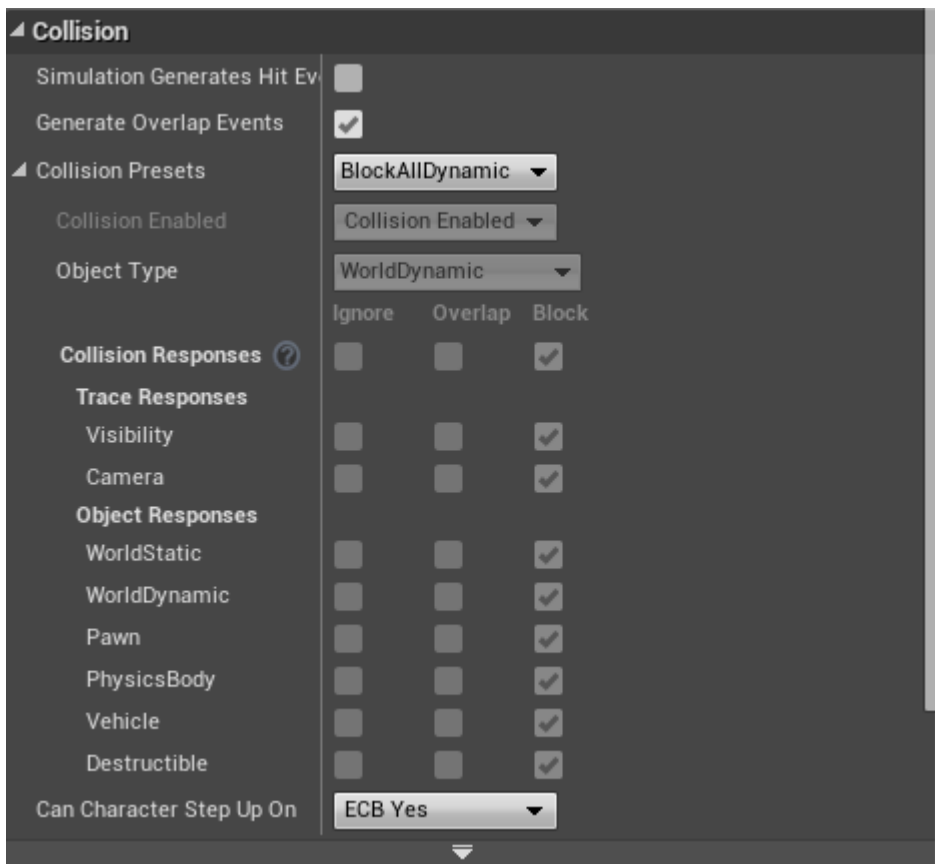 Collision
Simulation Generates Hit Ev
Generate Overlap Events
Collision Presets BlockAllDynamic
Collision Enabled Collision Enabled
Object Type WorldDynamic
Ignore Overlap Block
Collision Responses ?
Trace Responses
Visibility
Camera
Object Responses
WorldStatic
WorldDynamic
Pawn
PhysicsBody
Vehicle
Destructible
Can Character Step Up On ECB Yes